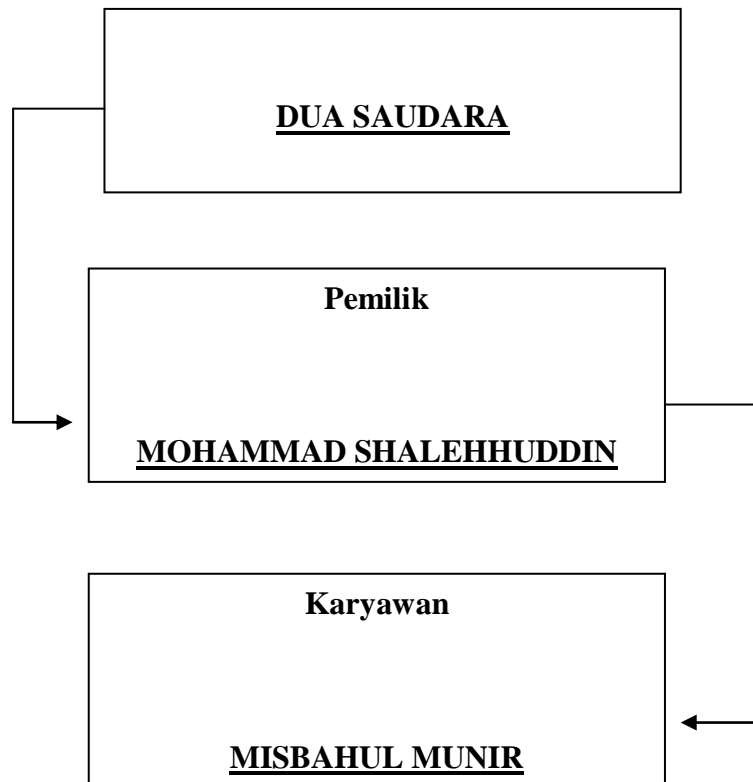 DUA SAUDARA
Pemilik
MOHAMMAD SHALEHHUDDIN
Karyawan
MISBAHUL MUNIR